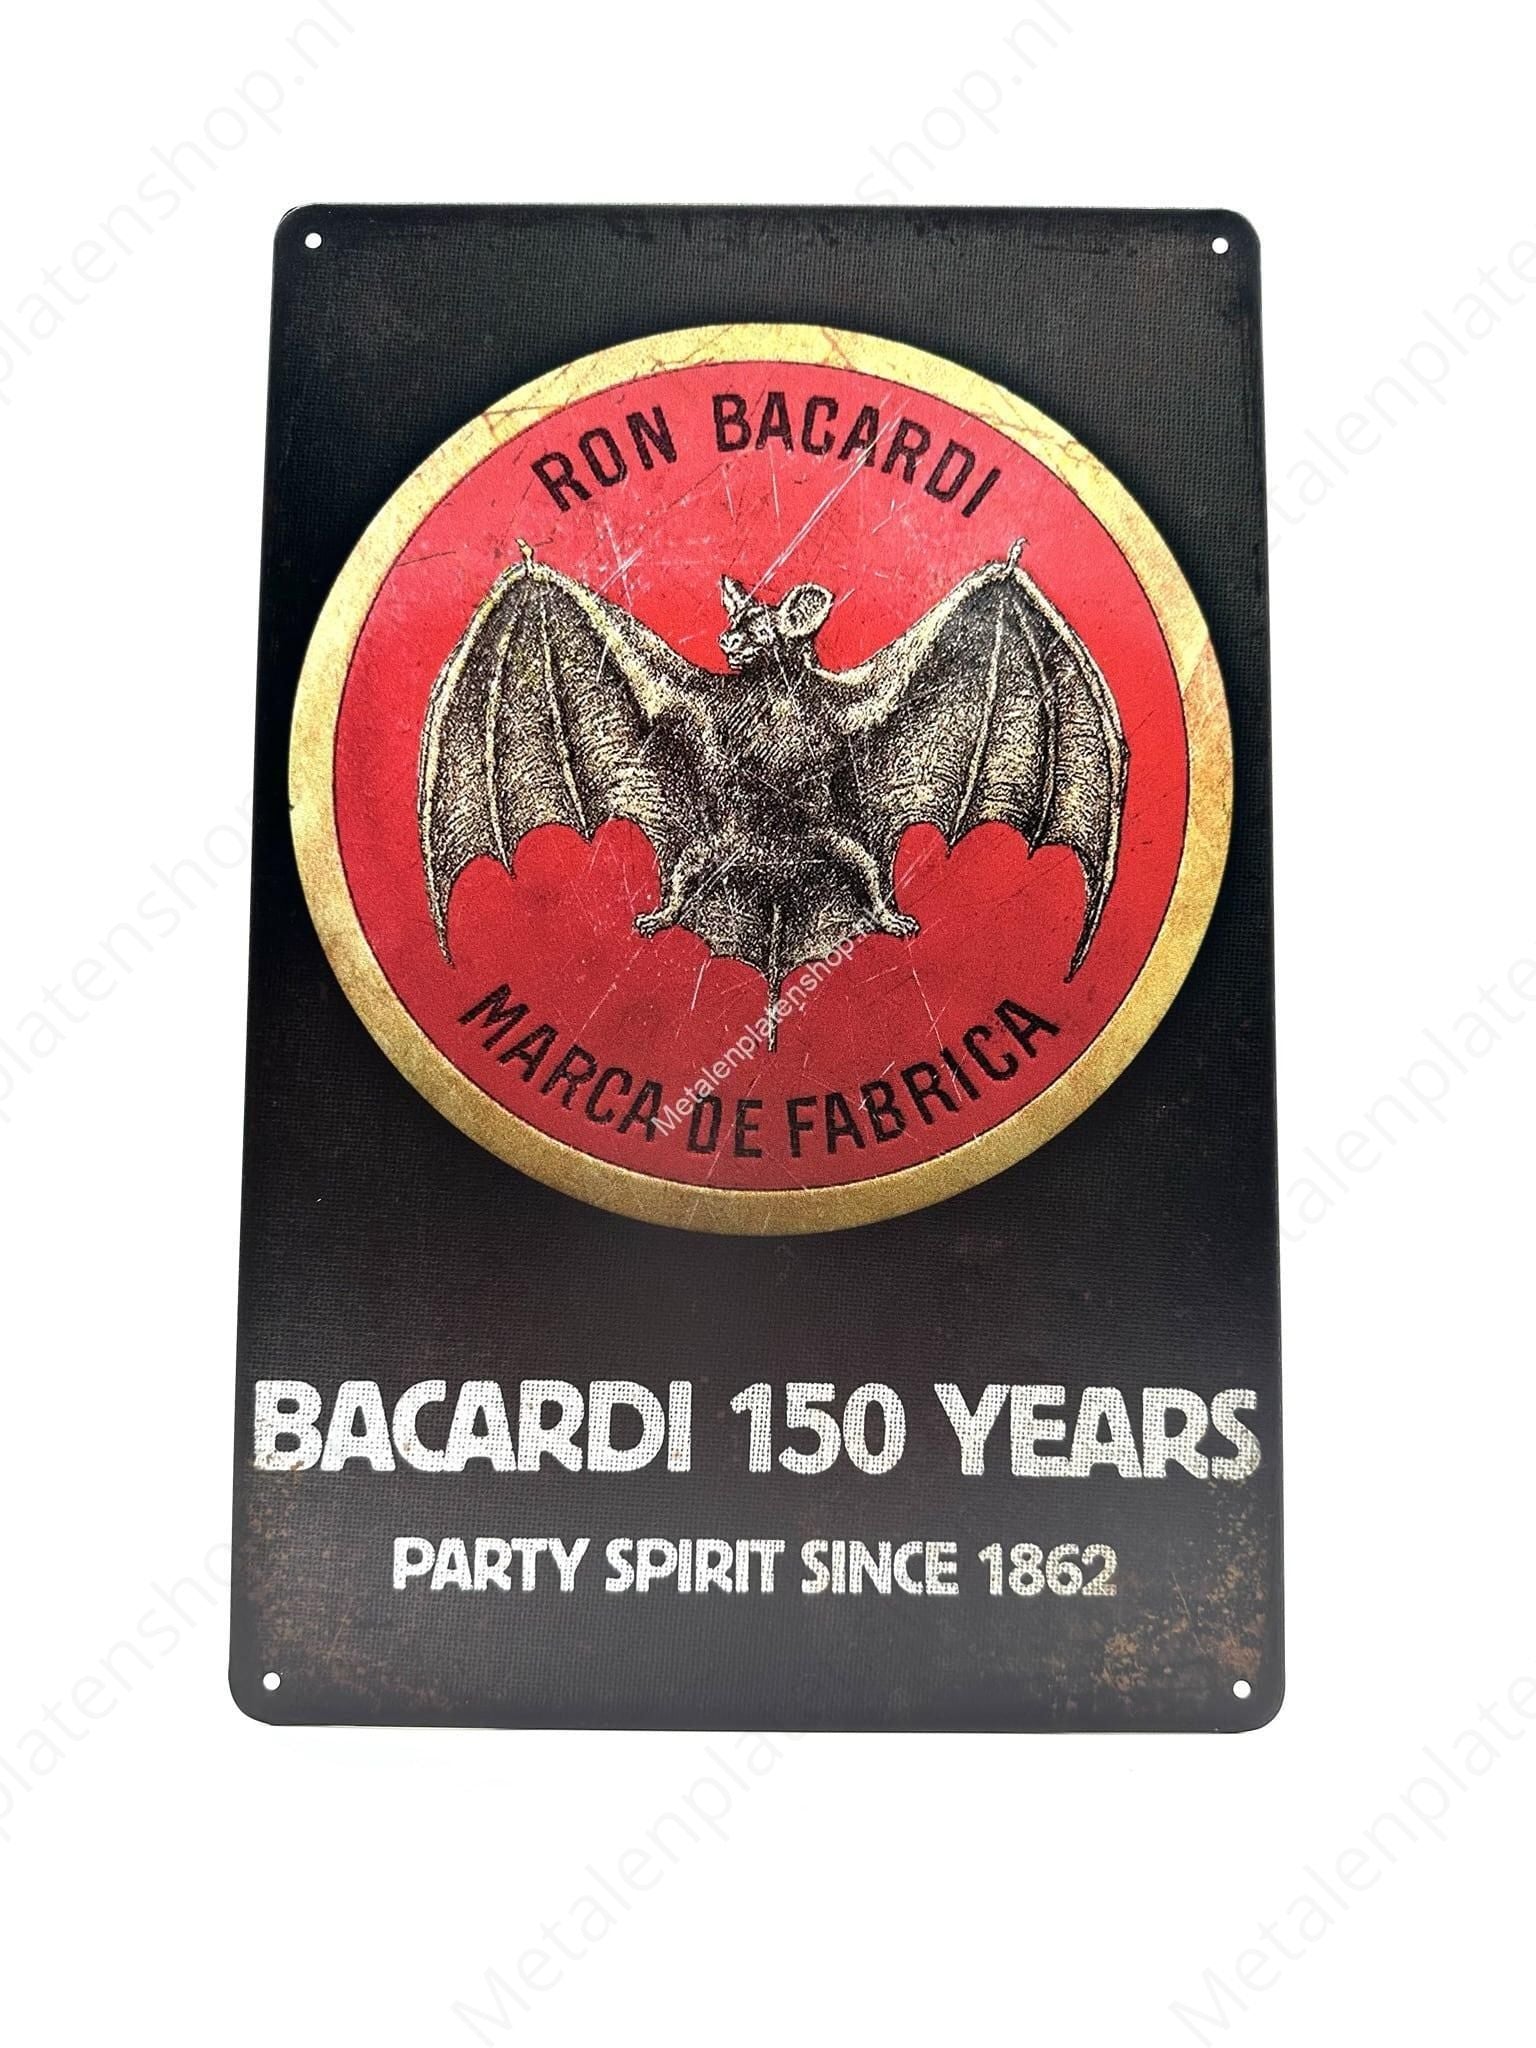 RON BACARDI
MARCA DE FABRICA
Metalenplatenshop.nl
BACARDI 150 YEARS
PARTY SPIRIT SINCE 1862